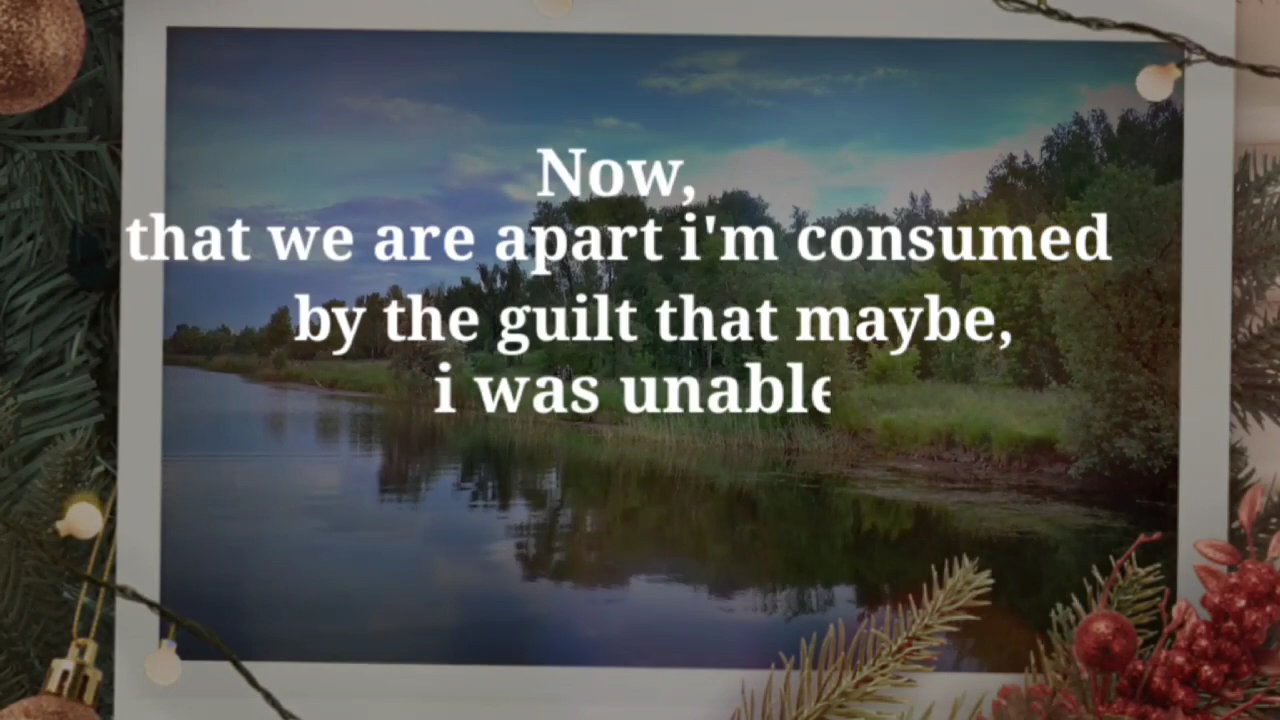 Now,
that we are apart i'm consumed
by the guilt that maybe,
i was unable